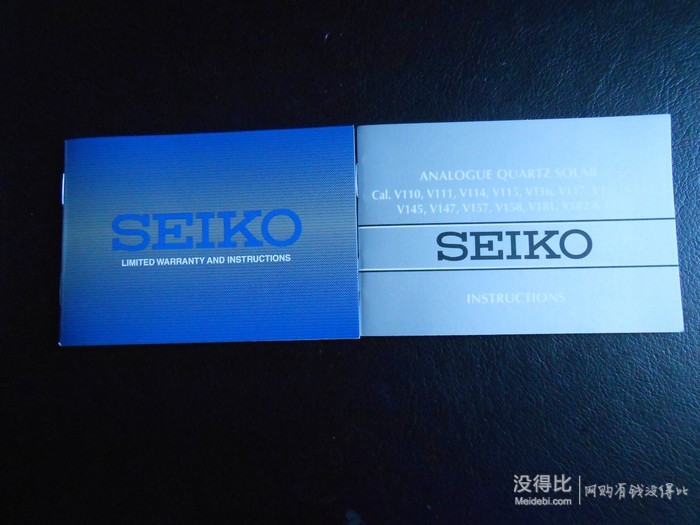 SEIKO
LIMITED WARRANTY AND INSTRUCTIONS
ANALOGUE QUARTZ SOLAR
Cal. V110, V111, V114, V115, V116, V117,
V145, V147, V157, V158, V181, V182 &
SEIKO
INSTRUCTIONS
没得比
Meidebi.com
网购有钱没得比